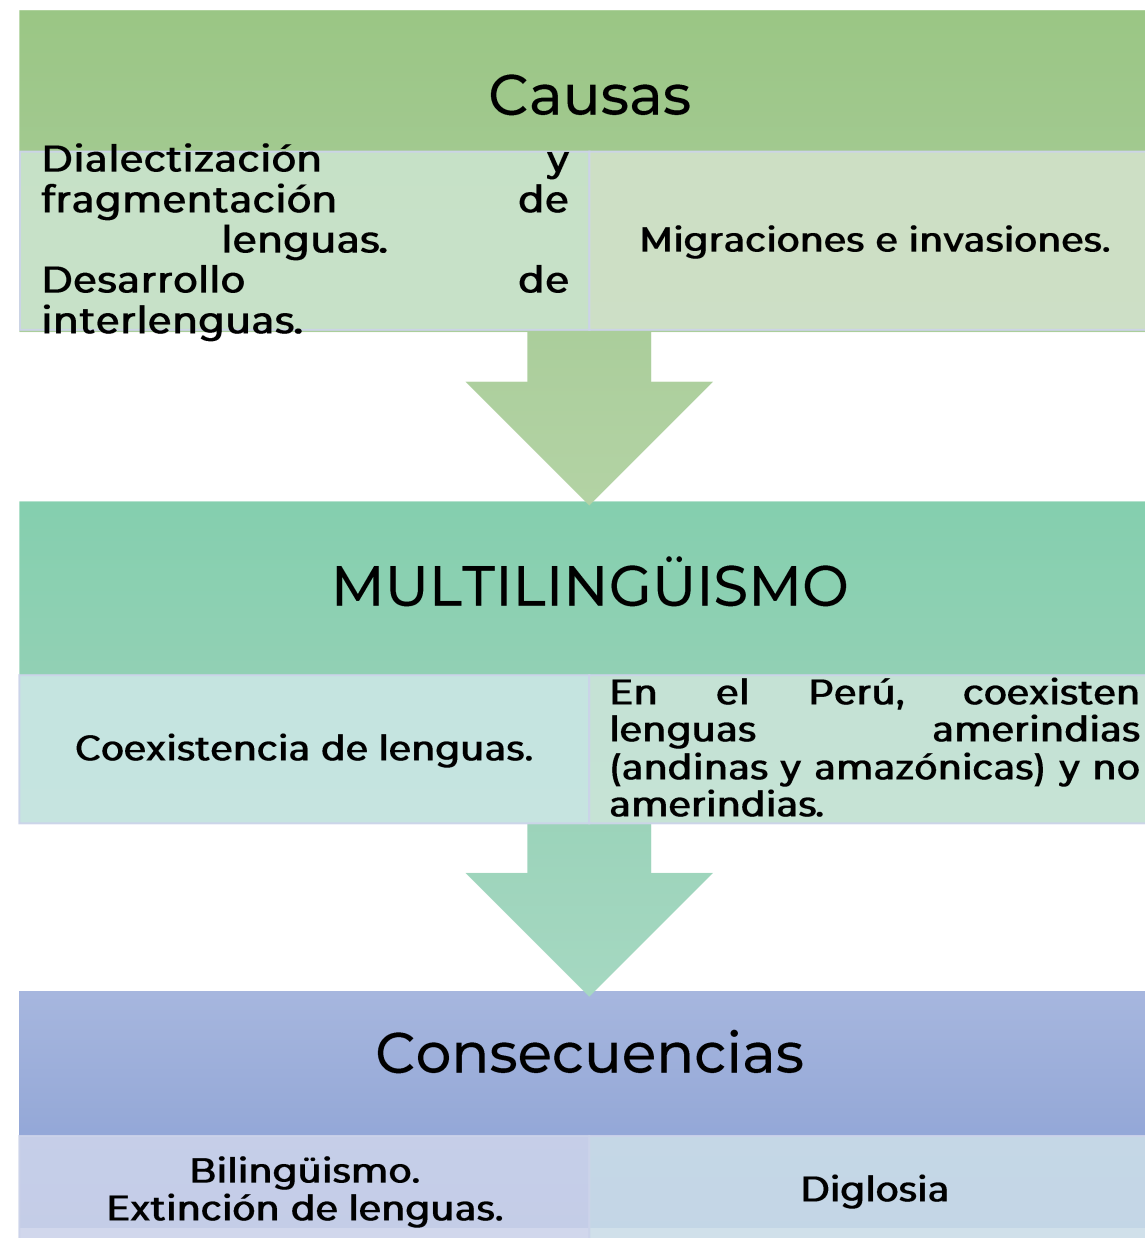 Causas
Dialectización y
fragmentación de
lenguas.
Desarrollo de
interlenguas.
Migraciones e invasiones.
MULTILINGÜISMO
Coexistencia de lenguas.
En el Perú, coexisten
lenguas amerindias
(andinas y amazónicas) y no
amerindias.
Consecuencias
Bilingüismo.
Extinción de lenguas.
Diglosia